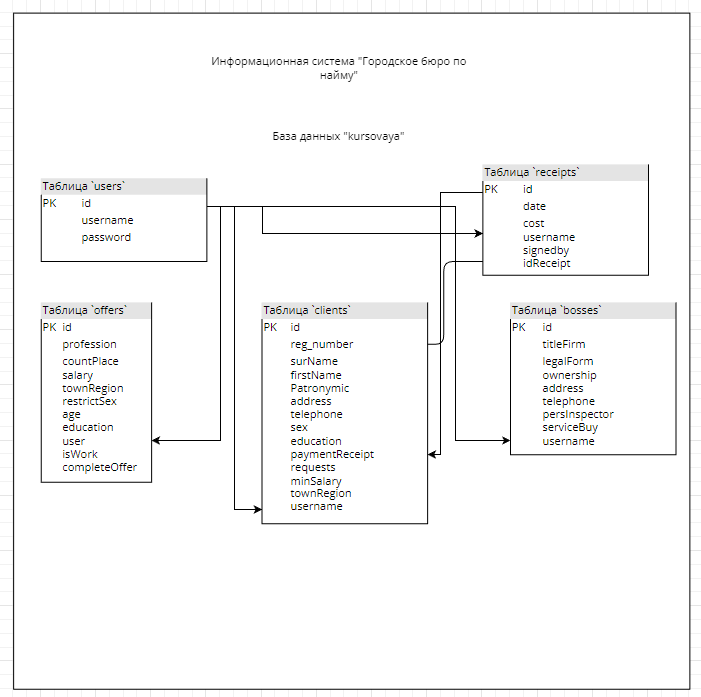 Информационная система "Городское бюро по
найму"
База данных "kursovaya"
Таблица `users`
PK id
username
password
Таблица `receipts`
PK id
date
cost
username
signedby
idReceipt
Таблица `offers`
PK id
profession
countPlace
salary
townRegion
restrictSex
age
education
user
isWork
completeOffer
Таблица `clients`
PK id
reg_number
surName
firstName
Patronymic
address
telephone
sex
education
paymentReceipt
requests
minSalary
townRegion
username
Таблица `bosses`
PK id
titleFirm
legalForm
ownership
address
telephone
persInspector
serviceBuy
username